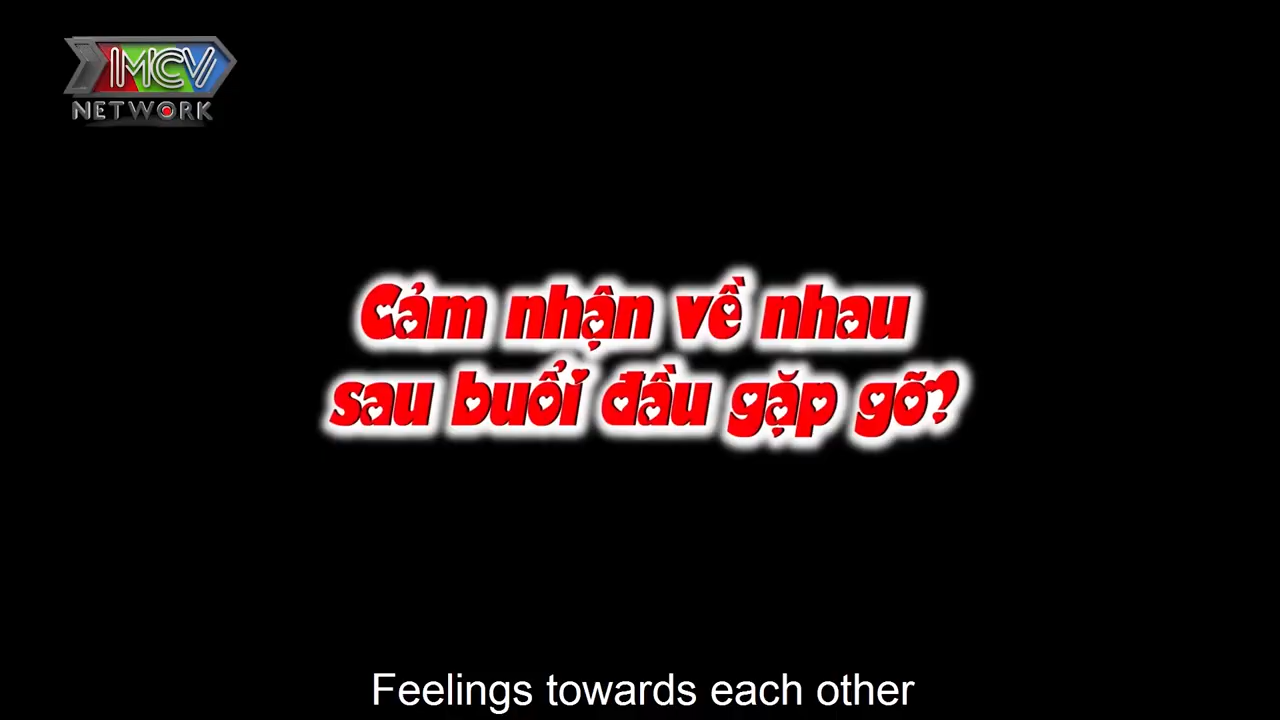 MCV
NETWORK
Cảm nhận về nhau
sau buổi đầu gặp gỡ?
Feelings towards each other